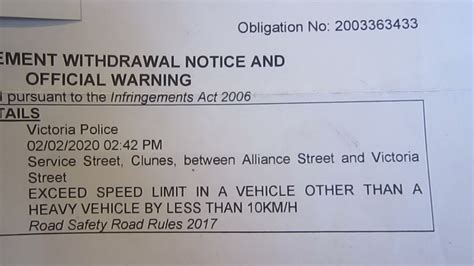 Obligation No: 2003363433
EMENT WITHDRAWAL NOTICE AND
OFFICIAL WARNING
pursuant to the Infringements Act 2006
TAILS
Victoria Police
02/02/2020 02:42 PM
Service Street, Clunes, between Alliance Street and Victoria
Street
EXCEED SPEED LIMIT IN A VEHICLE OTHER THAN A
HEAVY VEHICLE BY LESS THAN 10KM/H
Road Safety Road Rules 2017